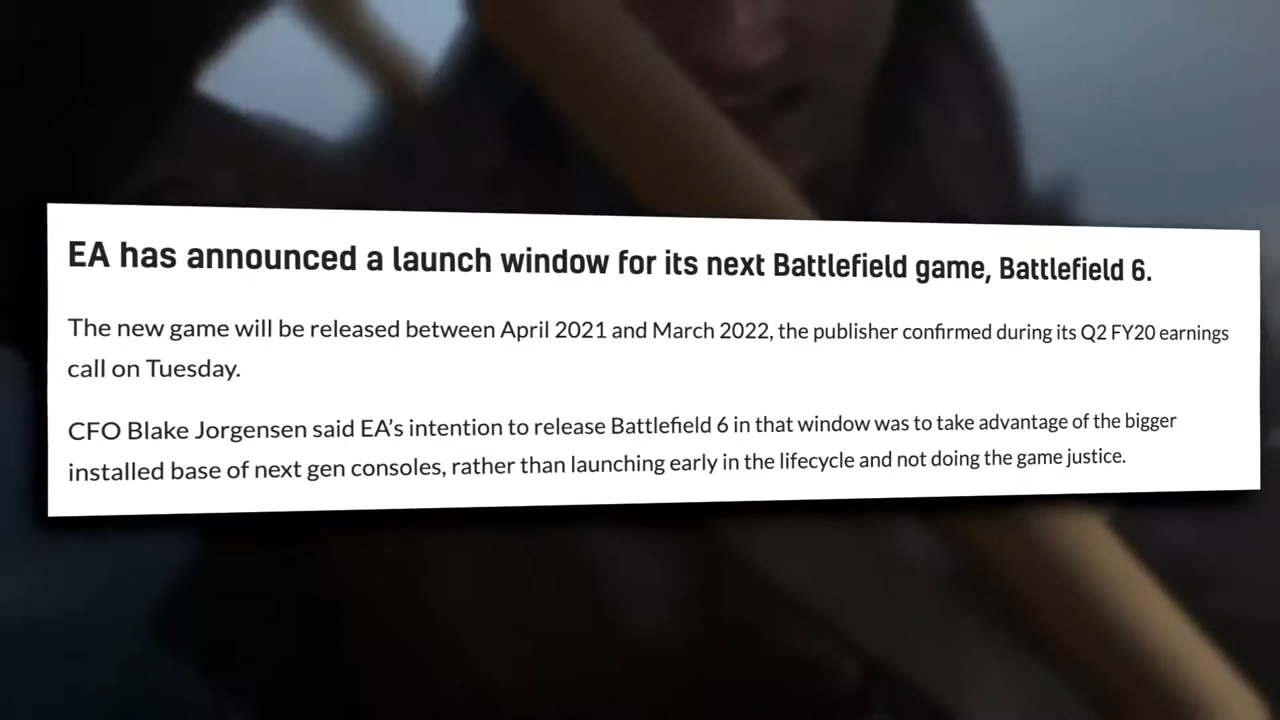 EA has announced a launch window for its next Battlefield game, Battlefield 6.
The new game will be released between April 2021 and March 2022, the publisher confirmed during its Q2 FY20 earnings
call on Tuesday.
CFO Blake Jorgensen said EA’s intention to release Battlefield 6 in that window was to take advantage of the bigger
installed base of next gen consoles, rather than launching early in the lifecycle and not doing the game justice.